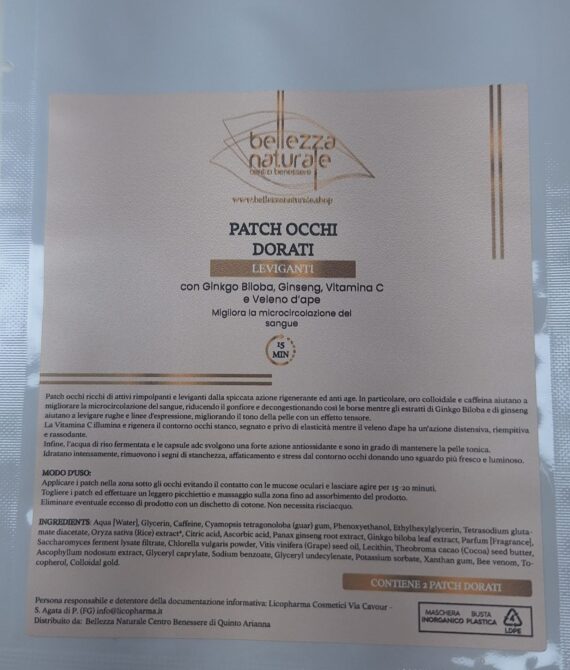 bellezza
naturale
centro benessere
www.bellezzanaturale.shop
PATCH OCCHI
DORATI
LEVIGANTI
con Ginkgo Biloba, Ginseng, Vitamina C
e Veleno d'ape
Migliora la microcircolazione del
sangue
15
MIN
Patch occhi ricchi di attivi rimpolpanti e leviganti dalla spiccata azione rigenerante ed anti age. In particolare, oro colloidale e caffeina aiutano a
migliorare la microcircolazione del sangue, riducendo il gonfiore e decongestionando così le borse mentre gli estratti di Ginkgo Biloba e di ginseng
aiutano a levigare rughe e linee d'espressione, migliorando il tono della pelle con un effetto tensore.
La Vitamina C illumina e rigenera il contorno occhi stanco, segnato e privo di elasticità mentre il veleno d'ape ha un'azione distensiva, riempitiva
e rassodante.
Infine, l'acqua di riso fermentata e le capsule adc svolgono una forte azione antiossidante e sono in grado di mantenere la pelle tonica.
Idratano intensamente, rimuovono i segni di stanchezza, affaticamento e stress dal contorno occhi donando uno sguardo più fresco e luminoso.
MODO D'USO:
Applicare i patch nella zona sotto gli occhi evitando il contatto con le mucose oculari e lasciare agire per 15-20 minuti.
Togliere i patch ed effettuare un leggero picchiettio e massaggio sulla zona fino ad assorbimento del prodotto.
Eliminare eventuale eccesso di prodotto con un dischetto di cotone. Non necessita risciacquo.
INGREDIENTS: Aqua [Water], Glycerin, Caffeine, Cyamopsis tetragonoloba (guar) gum, Phenoxyethanol, Ethylhexylglycerin, Tetrasodium gluta-
mate diacetate, Oryza sativa (Rice) extract*, Citric acid, Ascorbic acid, Panax ginseng root extract, Ginkgo biloba leaf extract, Parfum [Fragrance],
Saccharomyces ferment lysate filtrate, Chlorella vulgaris powder, Vitis vinifera (Grape) seed oil, Lecithin, Theobroma cacao (Cocoa) seed butter,
Ascophyllum nodosum extract, Glyceryl caprylate, Sodium benzoate, Glyceryl undecylenate, Potassium sorbate, Xanthan gum, Bee venom, To-
copherol, Colloidal gold.
CONTIENE 2 PATCH DORATI
Persona responsabile e detentore della documentazione informativa: Licopharma Cosmetici Via Cavour -
S. Agata di P. (FG) info@licopharma.it
Distribuito da: Bellezza Naturale Centro Benessere di Quinto Arianna
MASCHERA BUSTA
INORGANICO PLASTICA
4
LDPE